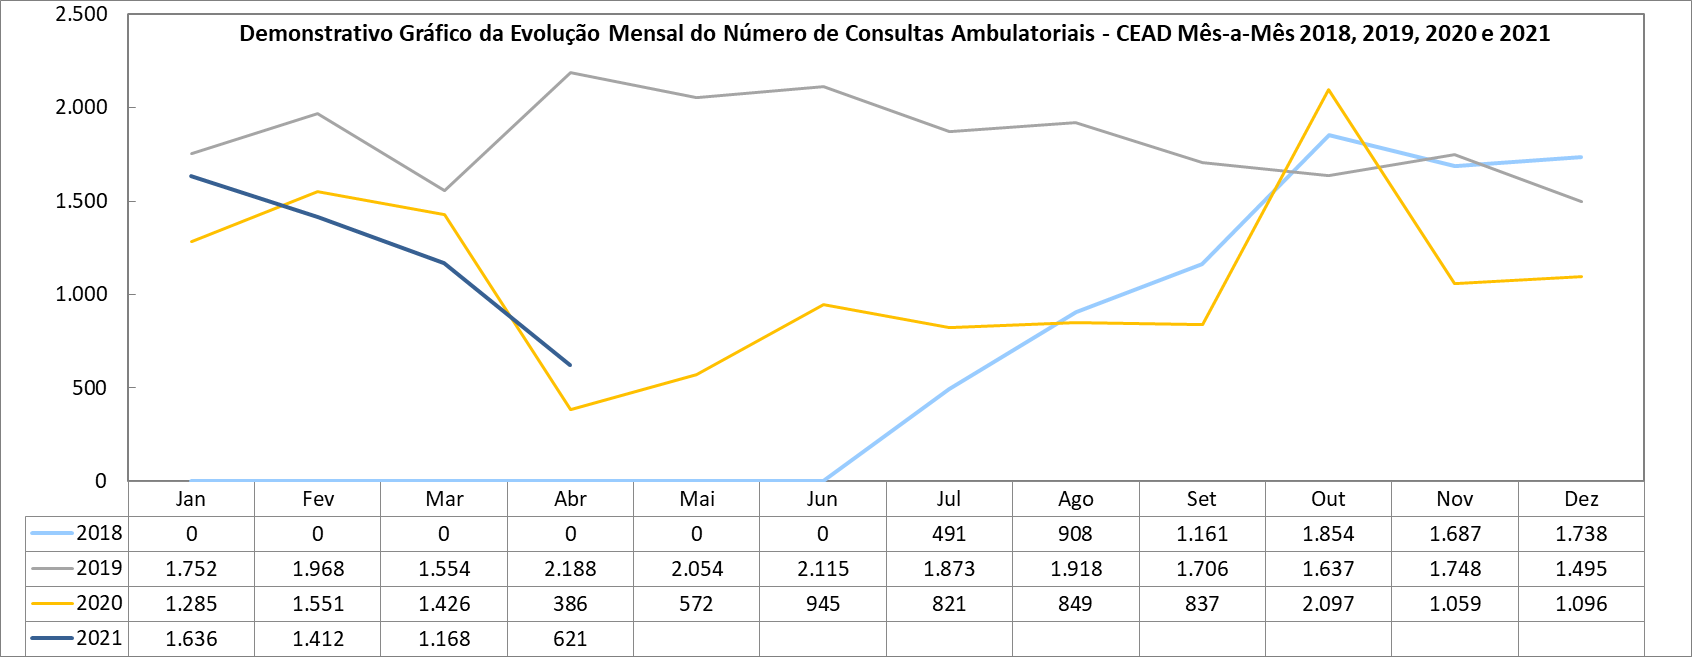 Demonstrativo Gráfico da Evolução Mensal do Número de Consultas Ambulatoriais - CEAD Mês-a-Mês 2018, 2019, 2020 e 2021
2.500
2.000
1.500
1.000
500
0
Jan Fev Mar Abr Mai Jun Jul Ago Set Out Nov Dez
2018 0 0 0 0 0 0 491 908 1.161 1.854 1.687 1.738
2019 1.752 1.968 1.554 2.188 2.054 2.115 1.873 1.918 1.706 1.637 1.748 1.495
2020 1.285 1.551 1.426 386 572 945 821 849 837 2.097 1.059 1.096
2021 1.636 1.412 1.168 621